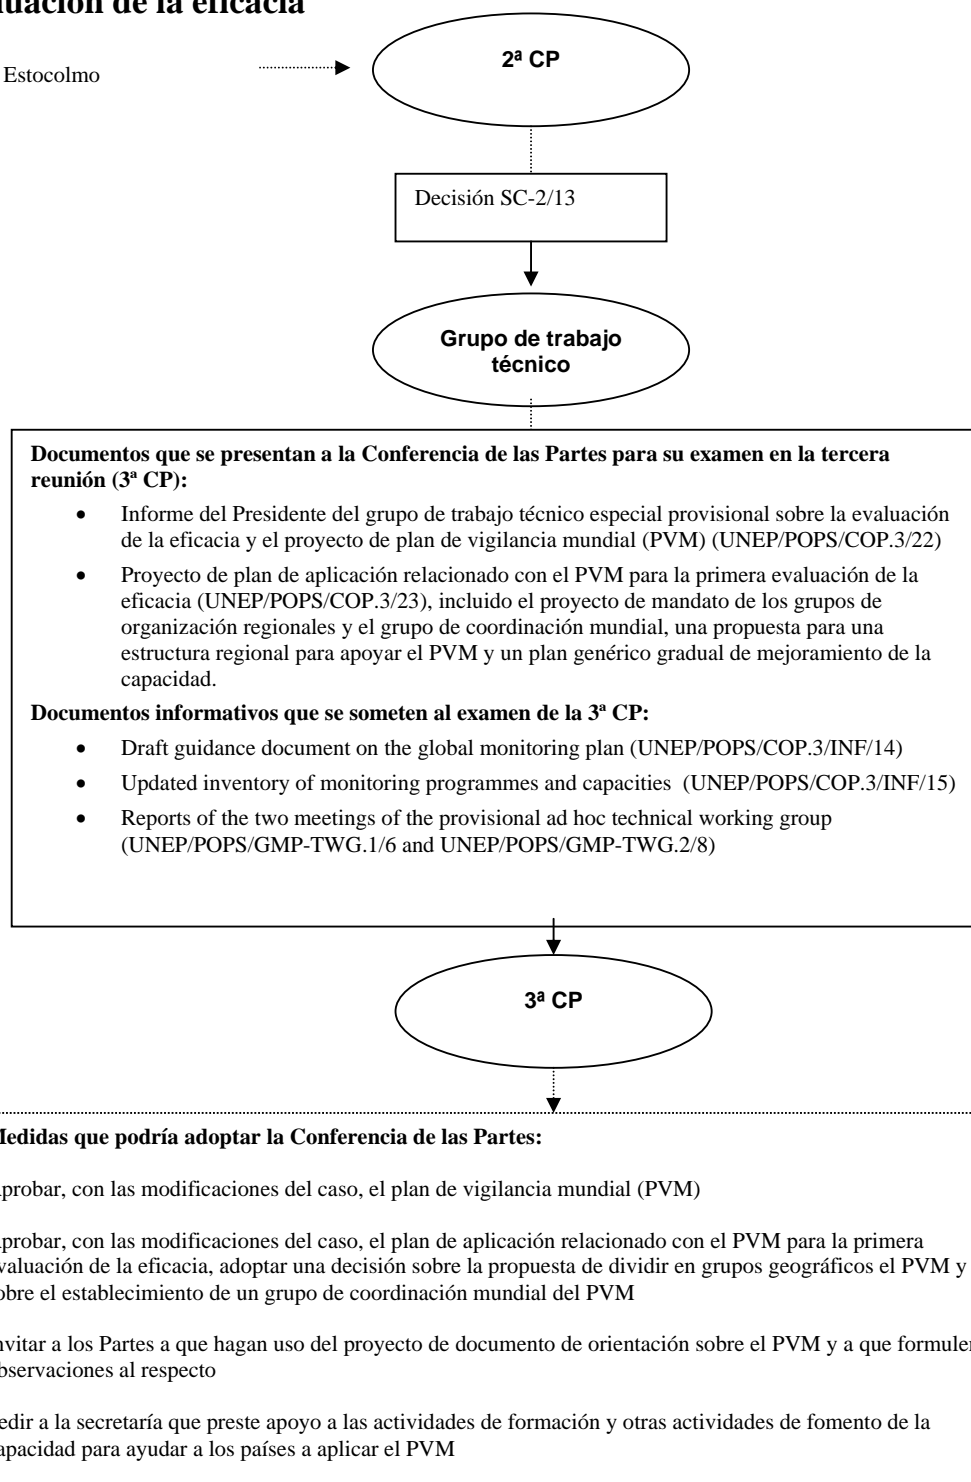 luación de la eficacia
Estocolmo
2ª CP
Decisión SC-2/13
Grupo de trabajo
técnico
Documentos que se presentan a la Conferencia de las Partes para su examen en la tercera
reunión (3ª CP):
• Informe del Presidente del grupo de trabajo técnico especial provisional sobre la evaluación
de la eficacia y el proyecto de plan de vigilancia mundial (PVM) (UNEP/POPS/COP.3/22)
• Proyecto de plan de aplicación relacionado con el PVM para la primera evaluación de la
eficacia (UNEP/POPS/COP.3/23), incluido el proyecto de mandato de los grupos de
organización regionales y el grupo de coordinación mundial, una propuesta para una
estructura regional para apoyar el PVM y un plan genérico gradual de mejoramiento de la
capacidad.
Documentos informativos que se someten al examen de la 3ª CP:
• Draft guidance document on the global monitoring plan (UNEP/POPS/COP.3/INF/14)
• Updated inventory of monitoring programmes and capacities (UNEP/POPS/COP.3/INF/15)
• Reports of the two meetings of the provisional ad hoc technical working group
(UNEP/POPS/GMP-TWG.1/6 and UNEP/POPS/GMP-TWG.2/8)
3ª CP
Medidas que podría adoptar la Conferencia de las Partes:
aprobar, con las modificaciones del caso, el plan de vigilancia mundial (PVM)
aprobar, con las modificaciones del caso, el plan de aplicación relacionado con el PVM para la primera
valuación de la eficacia, adoptar una decisión sobre la propuesta de dividir en grupos geográficos el PVM y
obre el establecimiento de un grupo de coordinación mundial del PVM
nvitar a los Partes a que hagan uso del proyecto de documento de orientación sobre el PVM y a que formulen
bservaciones al respecto
edir a la secretaría que preste apoyo a las actividades de formación y otras actividades de fomento de la
apacidad para ayudar a los países a aplicar el PVM